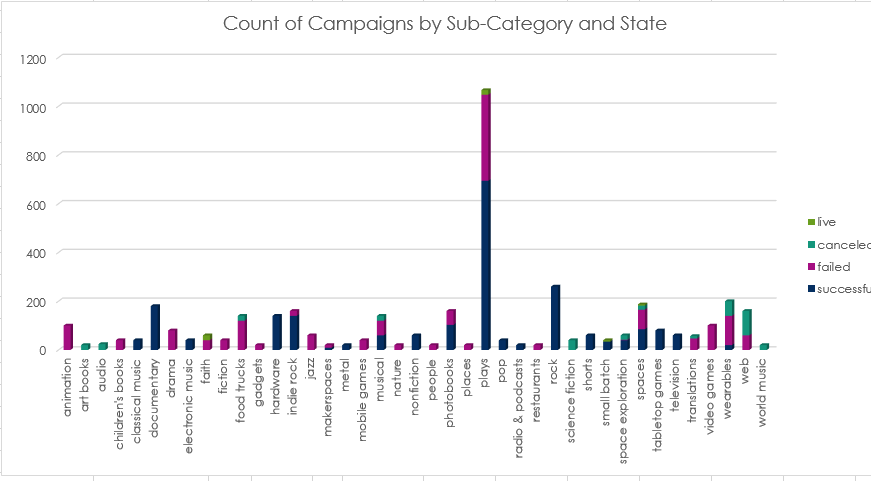 Count of Campaigns by Sub-Category and State
1200
1000
800
600
400
200
0
animation
art books
audio
children's books
classical music
documentary
drama
electronic music
faith
fiction
food trucks
gadgets
hardware
indie rock
jazz
makerspaces
metal
mobile games
musical
nature
nonfiction
people
photobooks
places
plays
pop
radio & podcasts
restaurants
rock
science fiction
shorts
small batch
space exploration
spaces
tabletop games
television
translations
video games
wearables
web
world music
live
canceled
failed
successfu